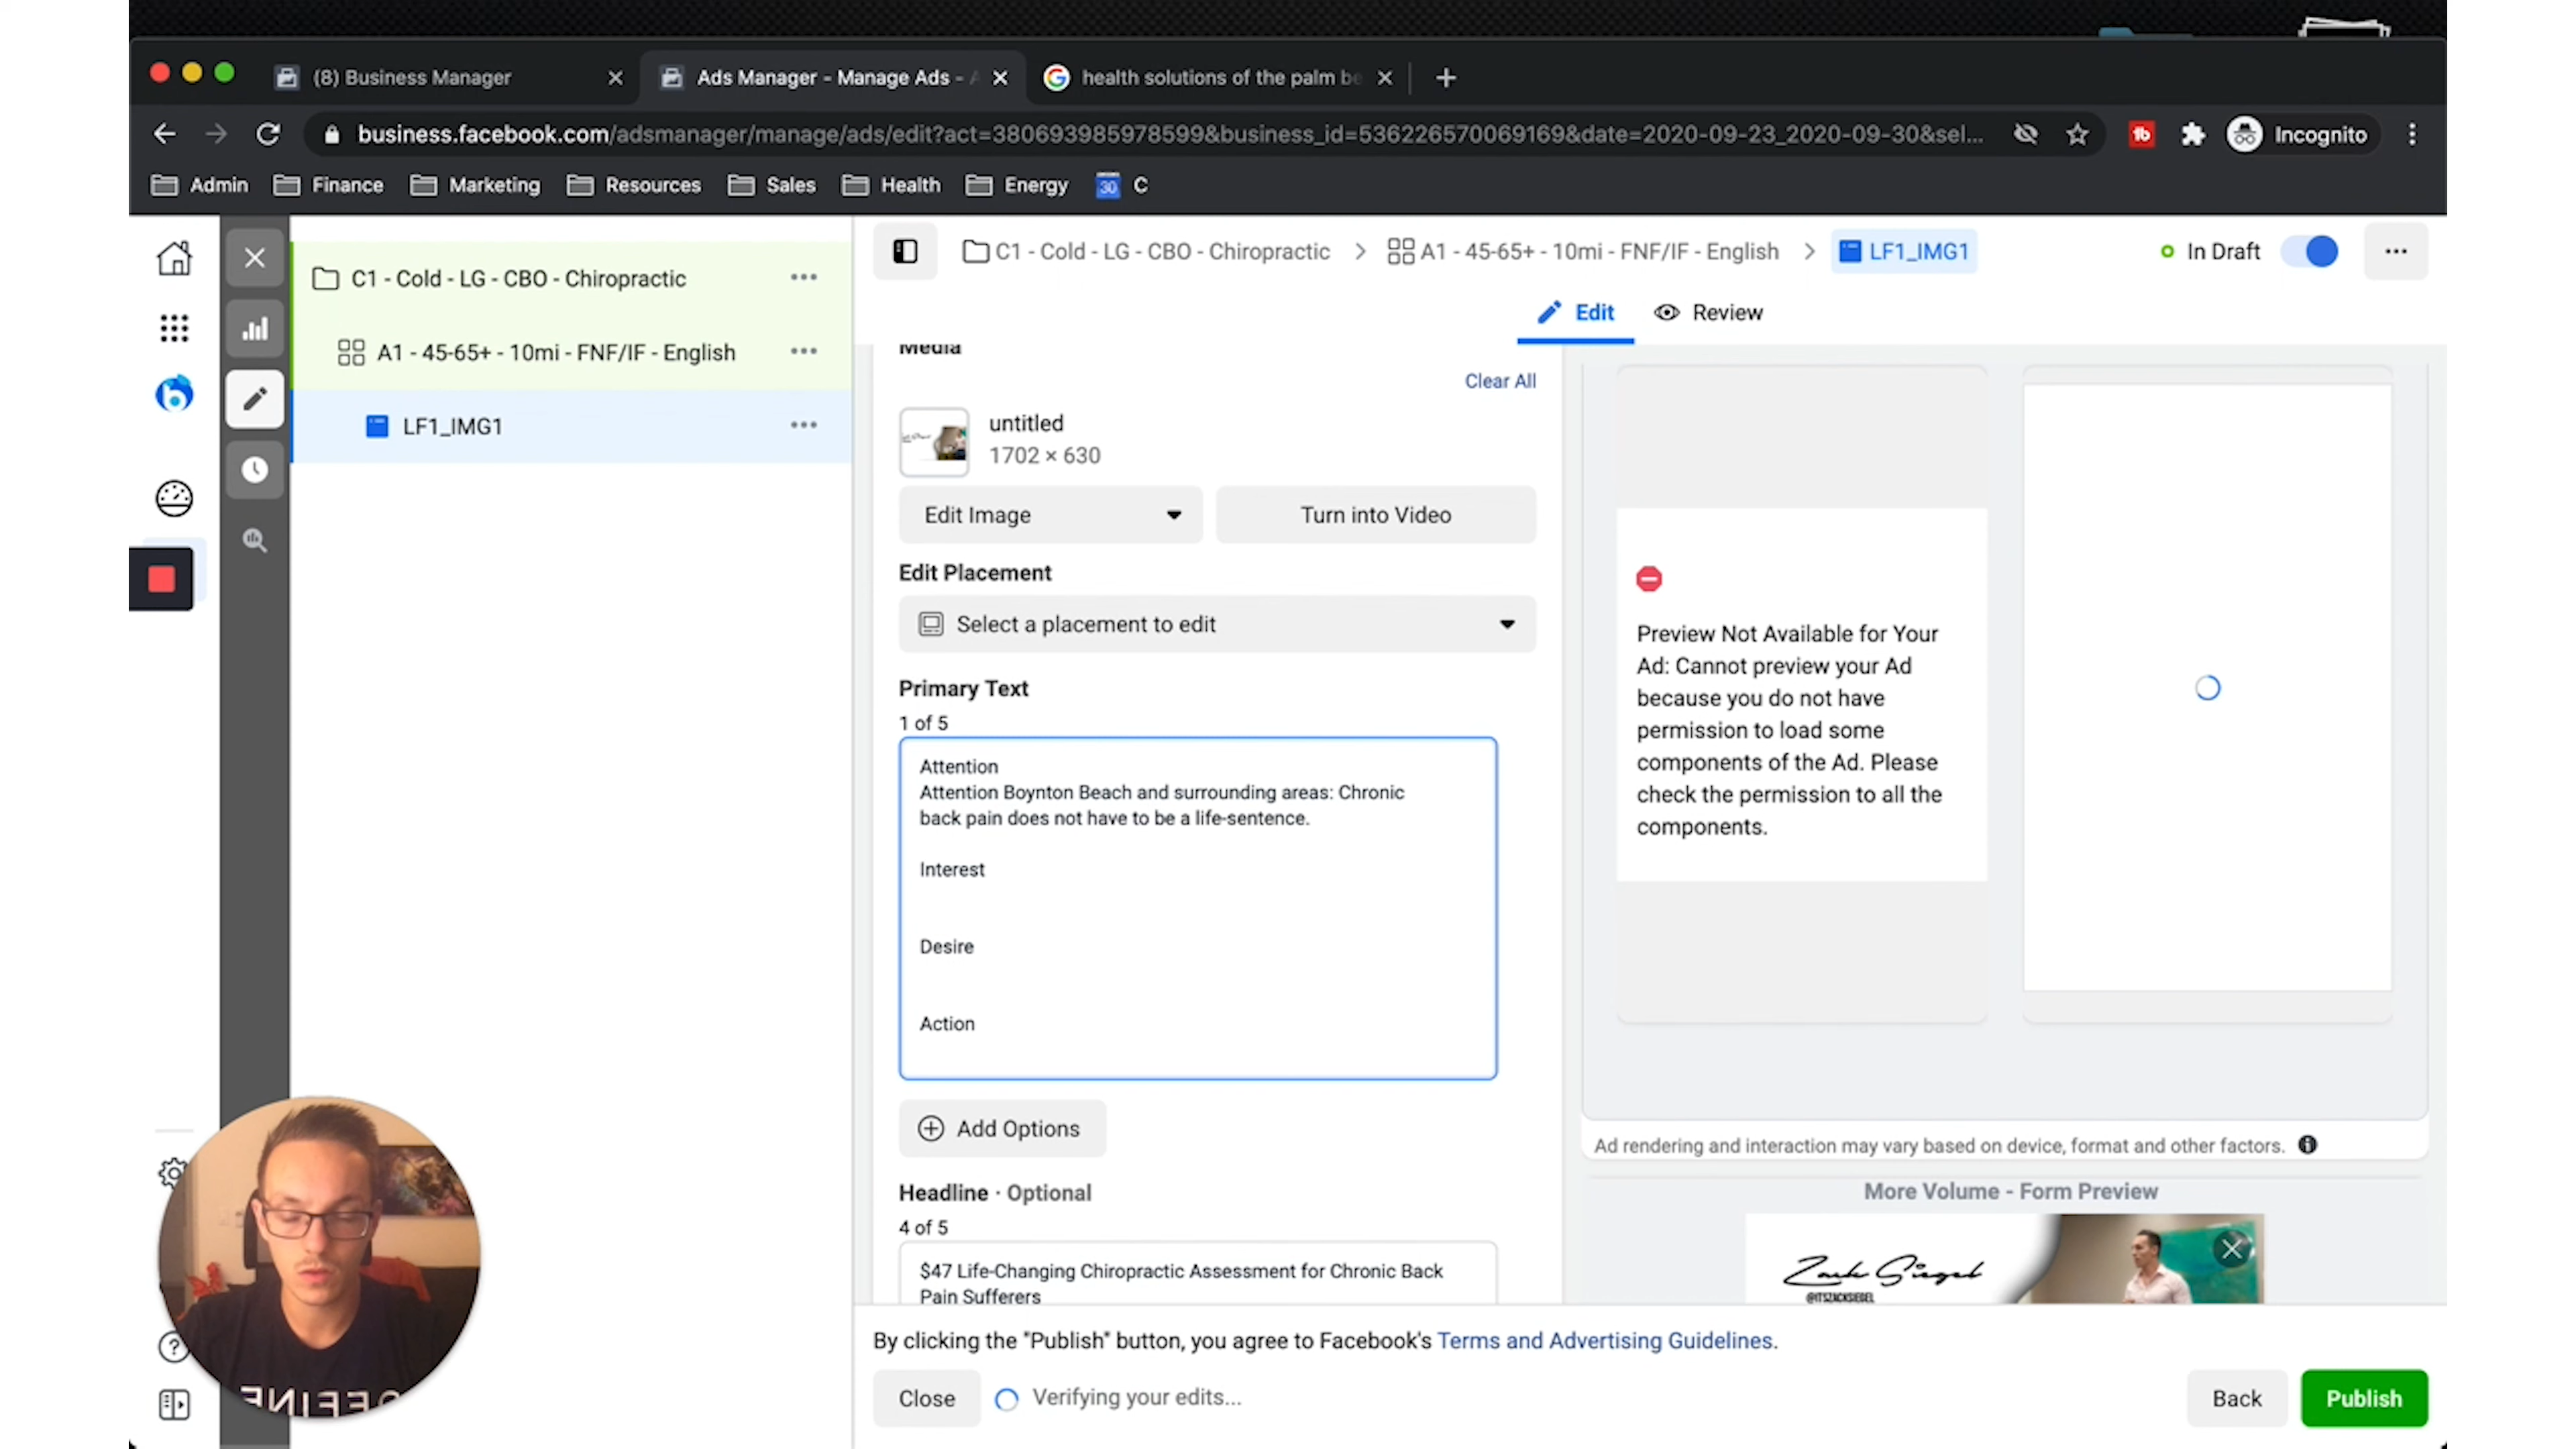 (8) Business Manager
Ads Manager - Manage Ads - A
health solutions of the palm be
business.facebook.com/adsmanager/manage/ads/edit?act=380693985978599&business_id=536226570069169&date=2020-09-23_2020-09-30&sel...
Incognito
Admin
Finance
Marketing
Resources
Sales
Health
Energy
30
C
C1 - Cold - LG - CBO - Chiropractic
A1 - 45-65+ - 10mi - FNF/IF - English
LF1_IMG1
C1 - Cold - LG - CBO - Chiropractic
A1 - 45-65+ - 10mi - FNF/IF - English
LF1_IMG1
In Draft
Edit
Review
Media
Clear All
untitled
1702 × 630
Edit Image
Turn into Video
Edit Placement
Select a placement to edit
Primary Text
1 of 5
Attention
Attention Boynton Beach and surrounding areas: Chronic
back pain does not have to be a life-sentence.
Interest
Desire
Action
Add Options
Headline · Optional
4 of 5
$47 Life-Changing Chiropractic Assessment for Chronic Back
Pain Sufferers
Preview Not Available for Your
Ad: Cannot preview your Ad
because you do not have
permission to load some
components of the Ad. Please
check the permission to all the
components.
Ad rendering and interaction may vary based on device, format and other factors.
More Volume - Form Preview
Zack Siegel
@ITSZACKSIEGEL
By clicking the "Publish" button, you agree to Facebook's Terms and Advertising Guidelines.
Close
Verifying your edits...
Back
Publish